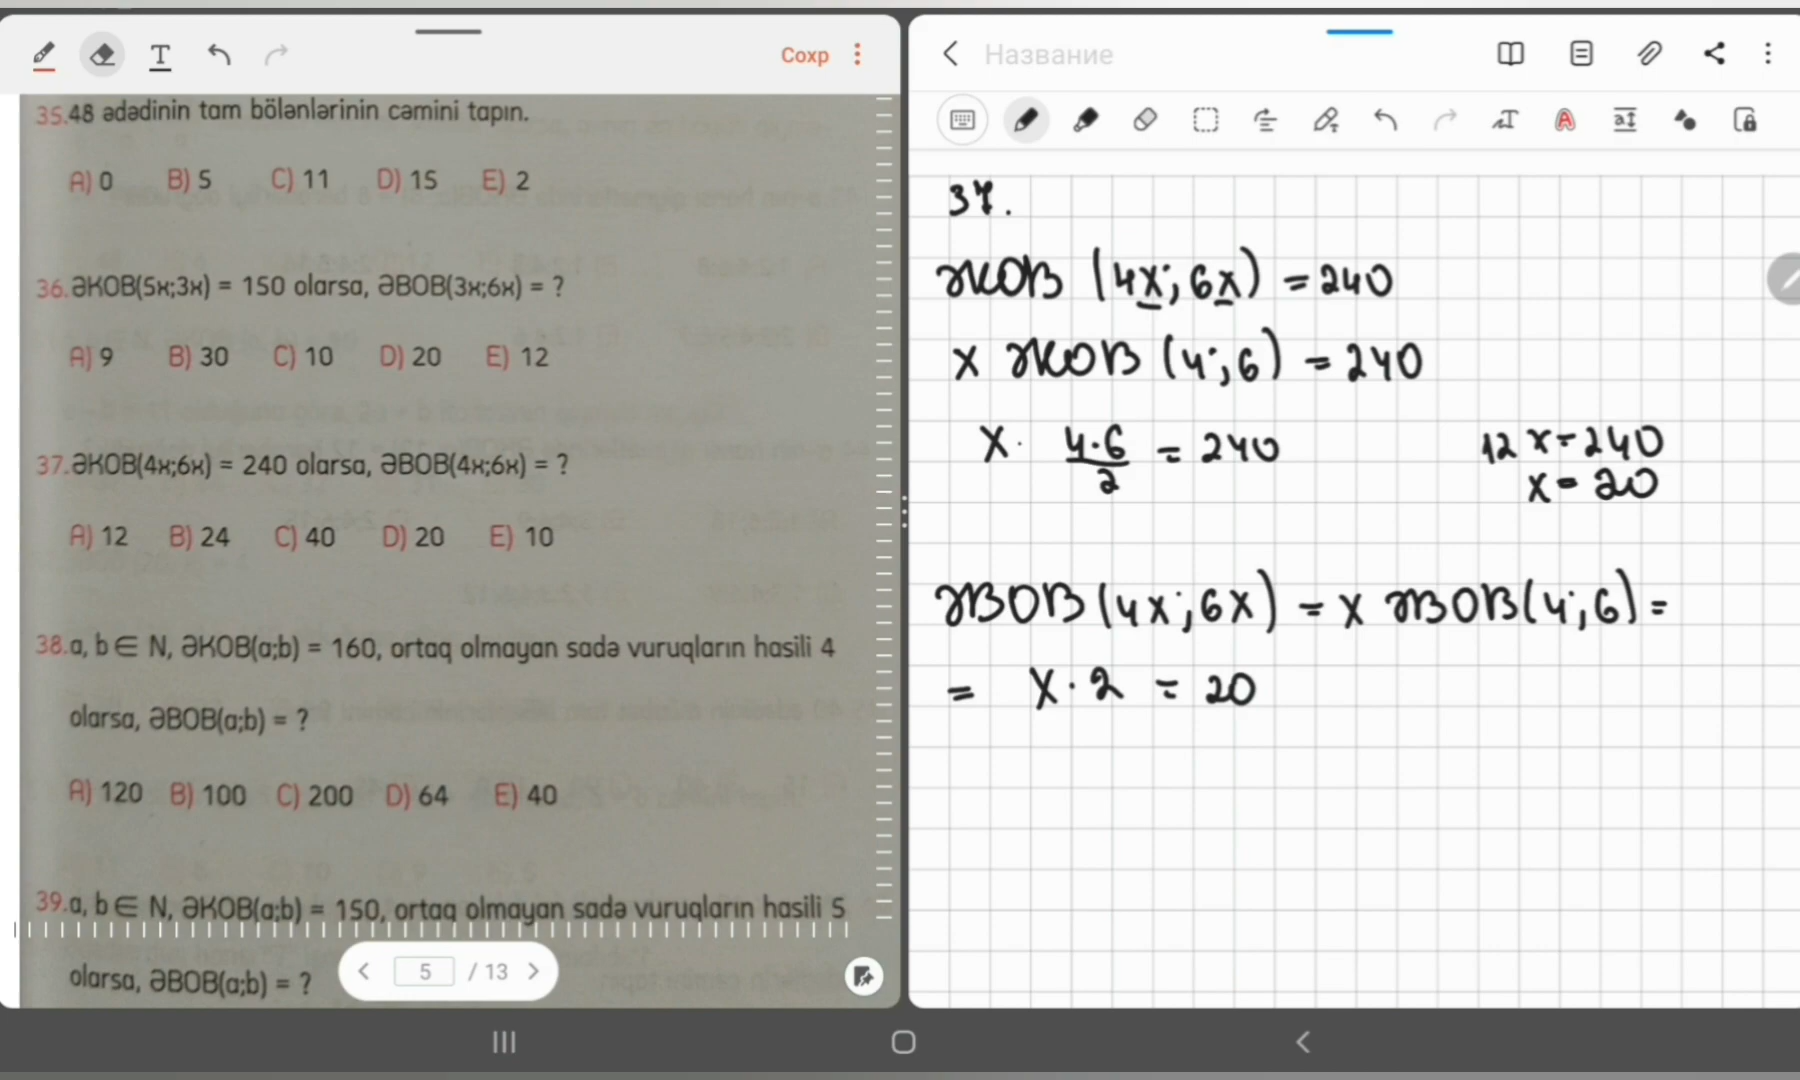 Сохр
35.48 ədədinin tam bölənlərinin cəmini tapın.
A) 0 B) 5 C) 11 D) 15 E) 2
36.ƏKOB(5x;3x) = 150 olarsa, ƏBOB(3x;6x) = ?
A) 9 B) 30 C) 10 D) 20 E) 12
37.ƏKOB(4x;6x) = 240 olarsa, ƏBOB(4x;6x) = ?
A) 12 B) 24 C) 40 D) 20 E) 10
38.a, b ∈ N, ƏKOB(a;b) = 160, ortaq olmayan sadə vuruqların hasili 4
olarsa, ƏBOB(a;b) = ?
A) 120 B) 100 C) 200 D) 64 E) 40
39.a, b ∈ N, ƏKOB(a;b) = 150, ortaq olmayan sadə vuruqların hasili 5
olarsa, ƏBOB(a;b) = ?
5 / 13
Название
37.
ƏKOB (4x; 6x) = 240
x ƏKOB (4; 6) = 240
x · 4·6/2 = 240
12 x = 240
x = 20
ƏBOB (4x; 6x) = x ƏBOB (4; 6) =
= x · 2 = 20